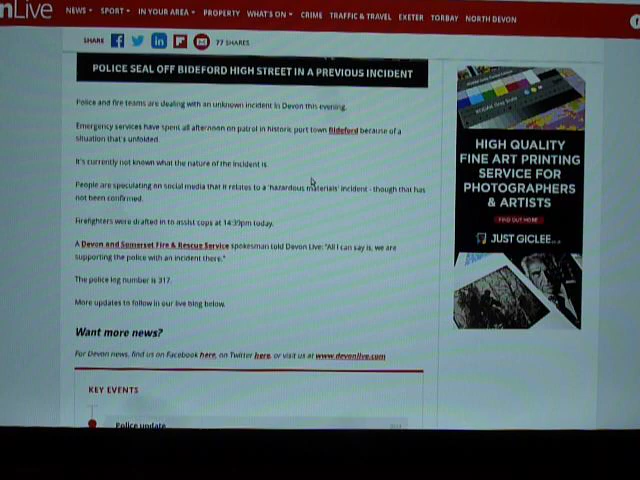 nLive
NEWS SPORT IN YOUR AREA PROPERTY WHAT'S ON CRIME TRAFFIC & TRAVEL EXETER TORBAY NORTH DEVON
SHARE f in 77 SHARES
POLICE SEAL OFF BIDEFORD HIGH STREET IN A PREVIOUS INCIDENT
Police and fire teams are dealing with an unknown incident in Devon this evening.
Emergency services have spent all afternoon on patrol in historic port town Bideford because of a
situation that's unfolded.
It's currently not known what the nature of the incident is.
People are speculating on social media that it relates to a 'hazardous materials' incident - though that has
not been confirmed.
Firefighters were drafted in to assist cops at 14:39pm today.
A Devon and Somerset Fire & Rescue Service spokesman told Devon Live: "All I can say is, we are
supporting the police with an incident there."
The police log number is 317.
More updates to follow in our live blog below.
Want more news?
For Devon news, find us on Facebook here, on Twitter here, or visit us at www.devonlive.com
KEY EVENTS
Police update
HIGH QUALITY
FINE ART PRINTING
SERVICE FOR
PHOTOGRAPHERS
& ARTISTS
FIND OUT MORE
JUST GICLEE